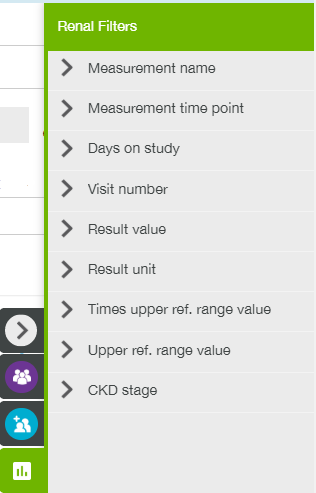 Renal Filters
Measurement name
Measurement time point
Days on study
Visit number
Result value
Result unit
Times upper ref. range value
Upper ref. range value
CKD stage